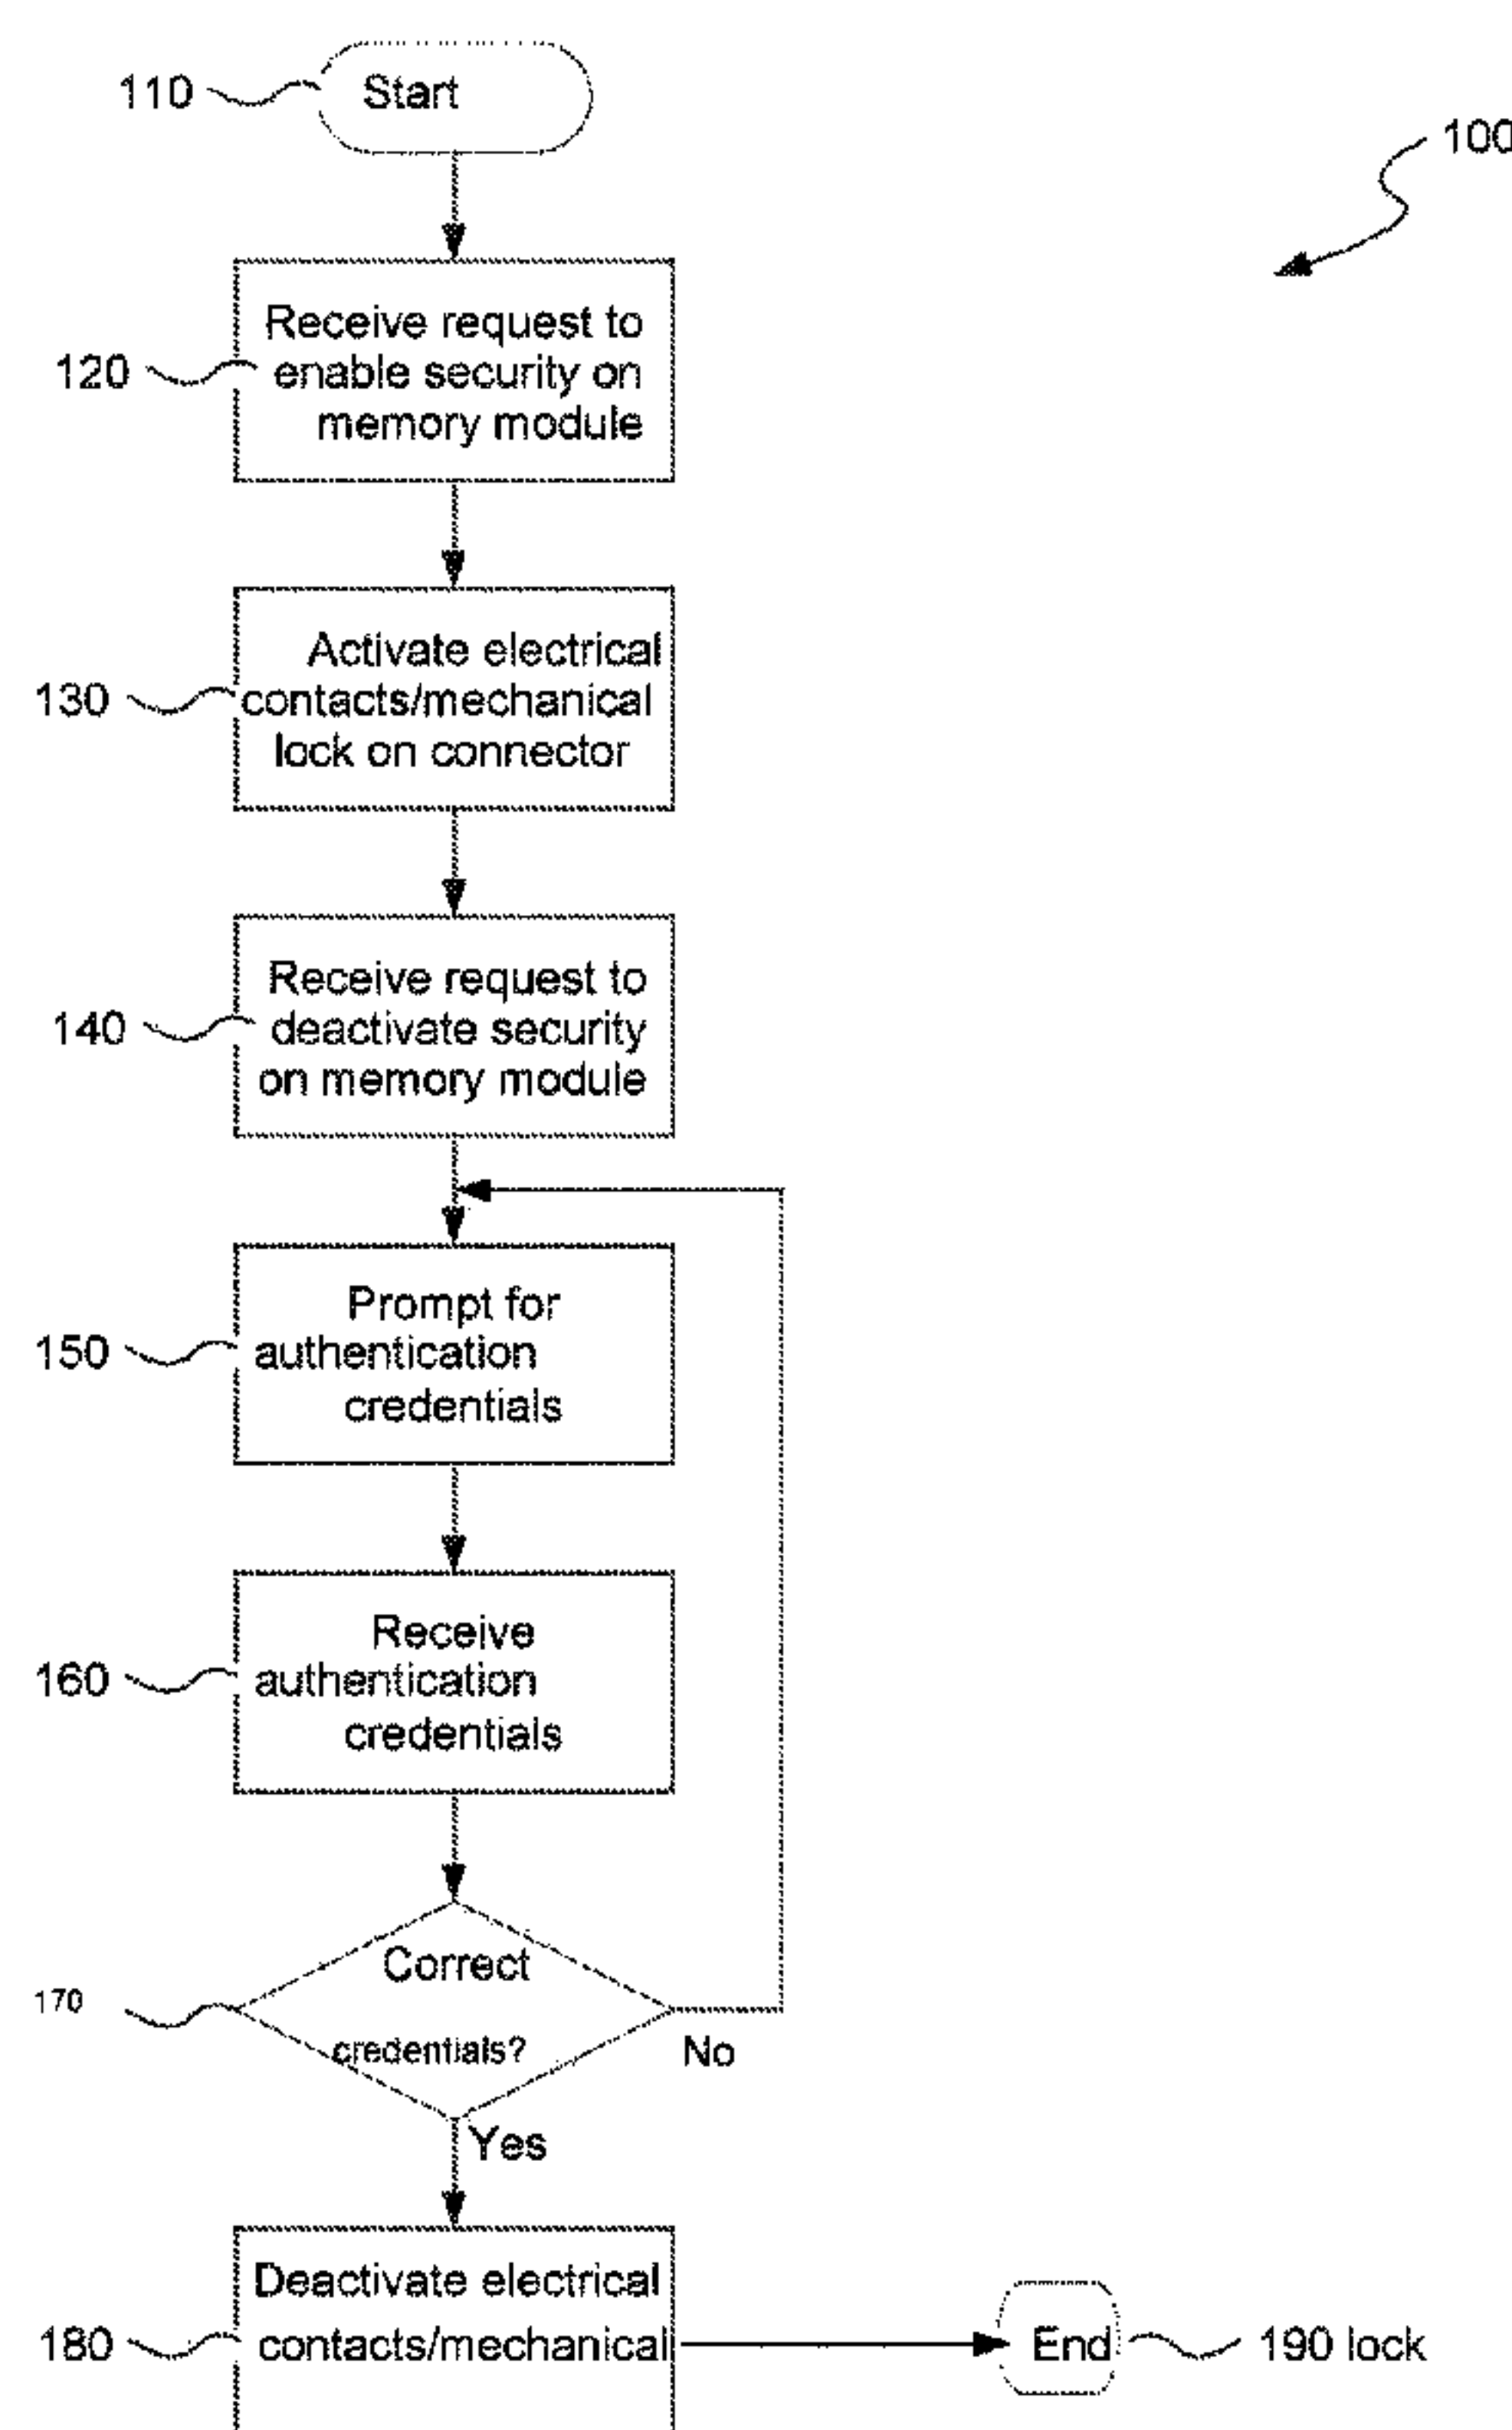 110 Start
100
Receive request to
120 enable security on
memory module
Activate electrical
130 contacts/mechanical
lock on connector
Receive request to
140 deactivate security
on memory module
Prompt for
150 authentication
credentials
Receive
160 authentication
credentials
Correct
170 credentials?
No
Yes
Deactivate electrical
180 contacts/mechanical End 190 lock